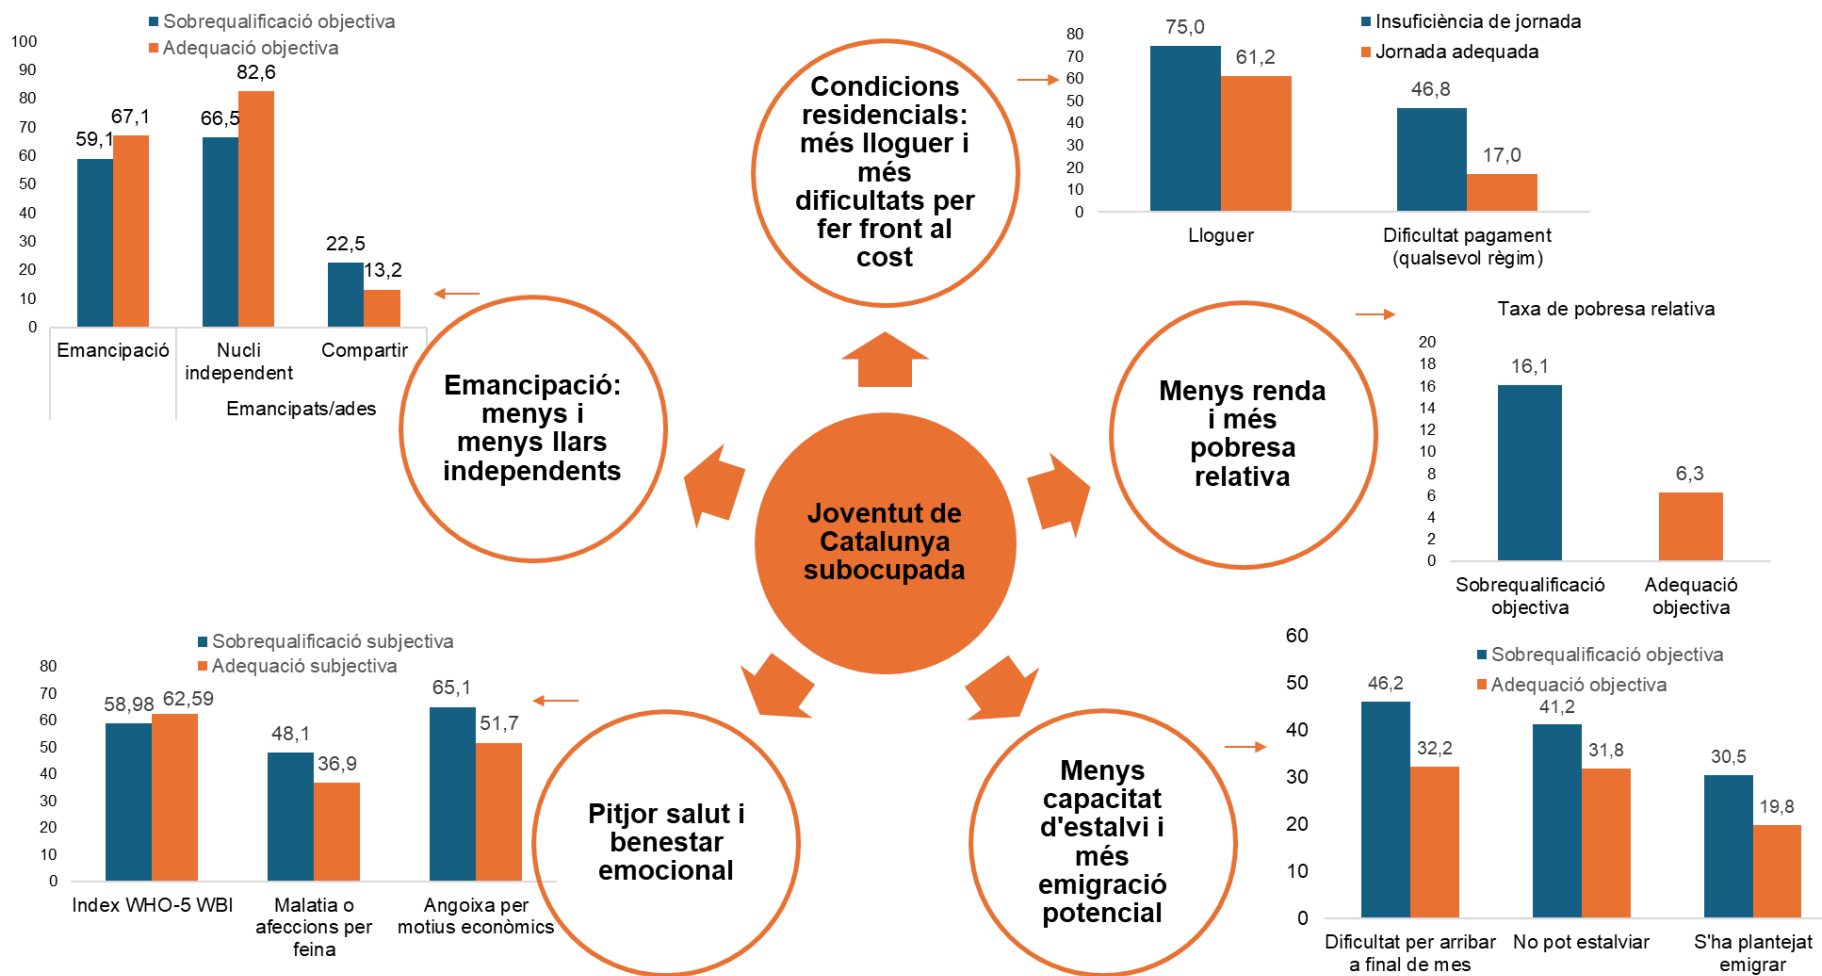 Sobrequalificació objectiva
Adequació objectiva
100
90
80
70
60
50
40
30
20
10
0
59,1
67,1
66,5
82,6
22,5
13,2
Emancipació
Nucli
independent
Compartir
Emancipats/ades
Emancipació:
menys i
menys llars
independents
Condicions
residencials:
més lloguer i
més
dificultats per
fer front al
cost
Insuficiència de jornada
Jornada adequada
80
70
60
50
40
30
20
10
0
75,0
61,2
46,8
17,0
Lloguer
Dificultat pagament
(qualsevol règim)
Menys renda
i més
pobresa
relativa
Taxa de pobresa relativa
20
18
16
14
12
10
8
6
4
2
0
16,1
6,3
Sobrequalificació
objectiva
Adequació
objectiva
Joventut de
Catalunya
subocupada
Sobrequalificació subjectiva
Adequació subjectiva
80
70
60
50
40
30
20
10
0
58,98
62,59
48,1
36,9
65,1
51,7
Index WHO-5 WBI
Malatia o
afeccions per
feina
Angoixa per
motius econòmics
Pitjor salut i
benestar
emocional
Menys
capacitat
d'estalvi i
més
emigració
potencial
Sobrequalificació objectiva
Adequació objectiva
60
50
40
30
20
10
0
46,2
32,2
41,2
31,8
30,5
19,8
Dificultat per arribar
a final de mes
No pot estalviar
S'ha plantejat
emigrar